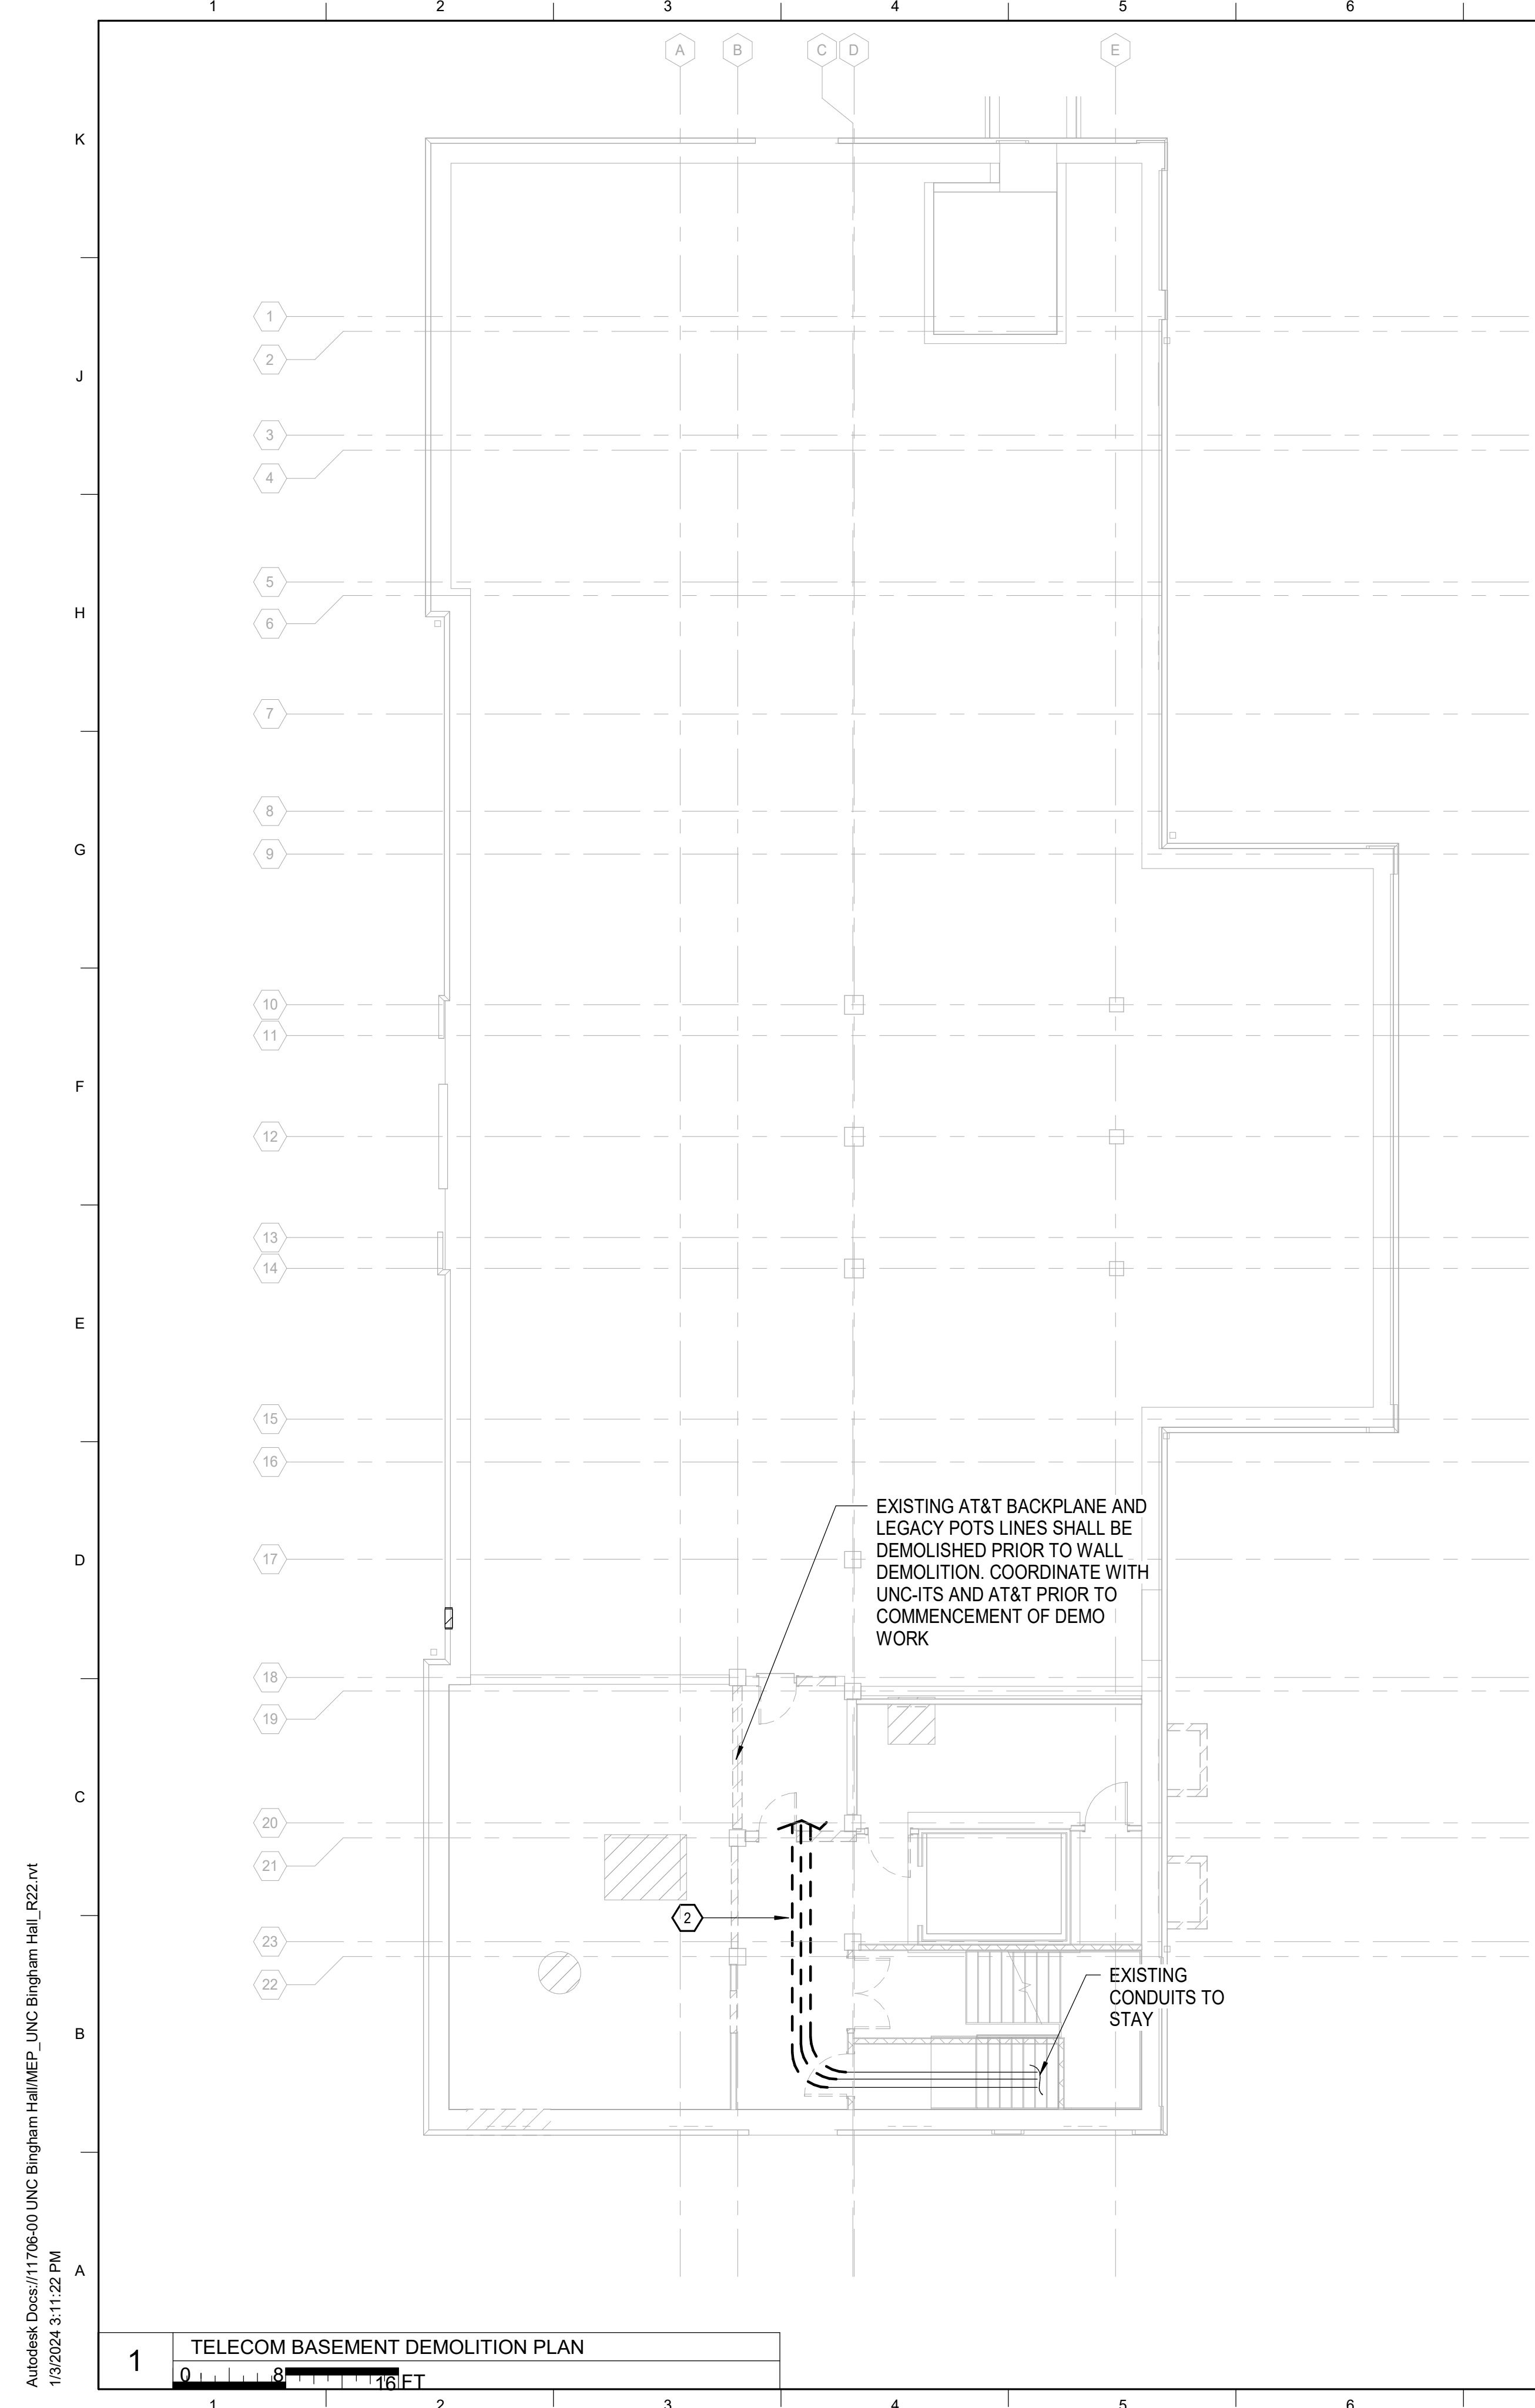 1 2 3 4 5 6
A B C D E
K
1
2
J
3
4
5
H
6
7
8
G
9
10
11
F
12
13
14
E
15
16
EXISTING AT&T BACKPLANE AND
LEGACY POTS LINES SHALL BE
DEMOLISHED PRIOR TO WALL
DEMOLITION. COORDINATE WITH
UNC-ITS AND AT&T PRIOR TO
COMMENCEMENT OF DEMO
WORK
D
17
18
19
C
20
21
2
23
22
EXISTING
CONDUITS TO
STAY
B
A
Autodesk Docs://11706-00 UNC Bingham Hall/MEP_UNC Bingham Hall_R22.rvt
1/3/2024 3:11:22 PM
1
TELECOM BASEMENT DEMOLITION PLAN
0 8 16 FT
1 2 3 4 5 6